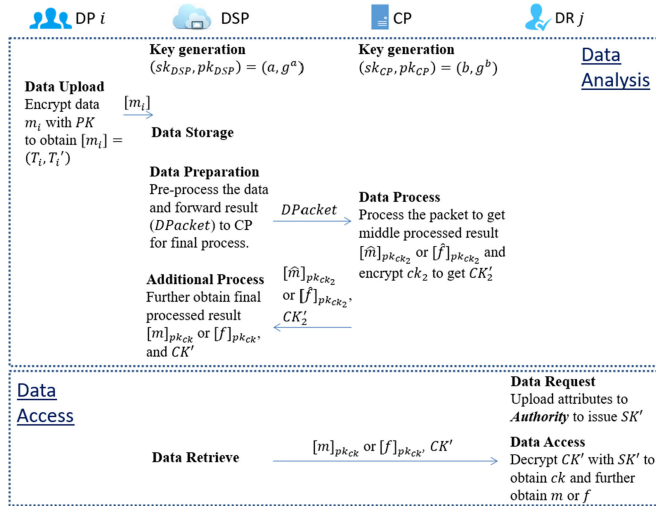 DP i
DSP
CP
DR j
Key generation
(sk_DSP, pk_DSP) = (a, g^a)
Key generation
(sk_CP, pk_CP) = (b, g^b)
Data
Analysis
Data Upload
Encrypt data
m_i with PK
to obtain [m_i] =
(T_i, T_i′)
[m_i]
Data Storage
Data Preparation
Pre-process the data
and forward result
(DPacket) to CP
for final process.
DPacket
Data Process
Process the packet to get
middle processed result
[m̂]_pk_ck₂ or [f̂]_pk_ck₂ and
encrypt ck₂ to get CK₂′
Additional Process
Further obtain final
processed result
[m]_pk_ck or [f]_pk_ck,
and CK′
[m̂]_pk_ck₂
or [f̂]_pk_ck₂,
CK₂′
Data
Access
Data Request
Upload attributes to
Authority to issue SK′
Data Retrieve
[m]_pk_ck or [f]_pk_ck, CK′
Data Access
Decrypt CK′ with SK′ to
obtain ck and further
obtain m or f